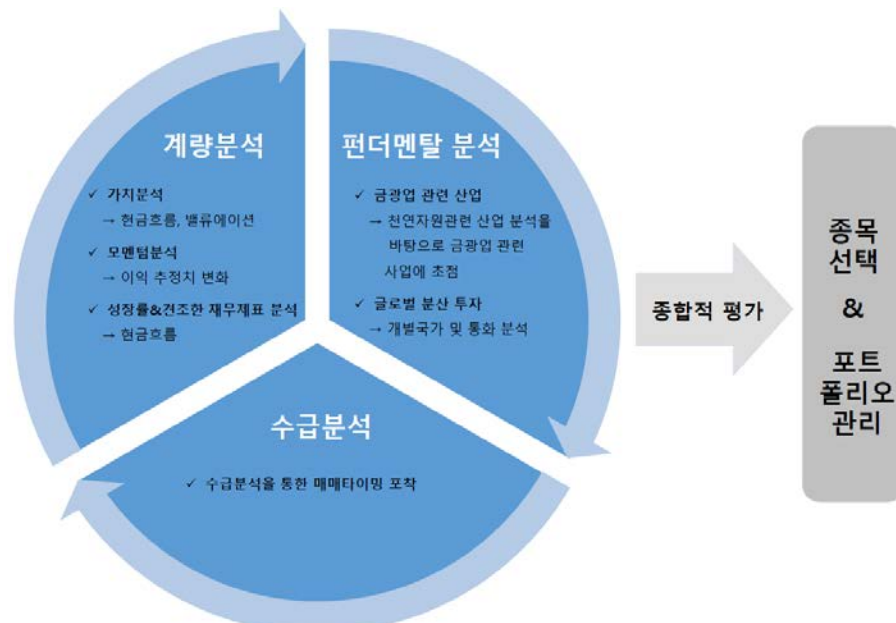 계량분석
✓ 가치분석
→ 현금흐름, 밸류에이션
✓ 모멘텀분석
→ 이익 추정치 변화
✓ 성장률&건조한 재무제표 분석
→ 현금흐름
펀더멘탈 분석
✓ 금광업 관련 산업
→ 천연자원관련 산업 분석을
바탕으로 금광업 관련
사업에 초점
✓ 글로벌 분산 투자
→ 개별국가 및 통화 분석
수급분석
✓ 수급분석을 통한 매매타이밍 포착
종합적 평가
종목
선택
&
포트
폴리오
관리